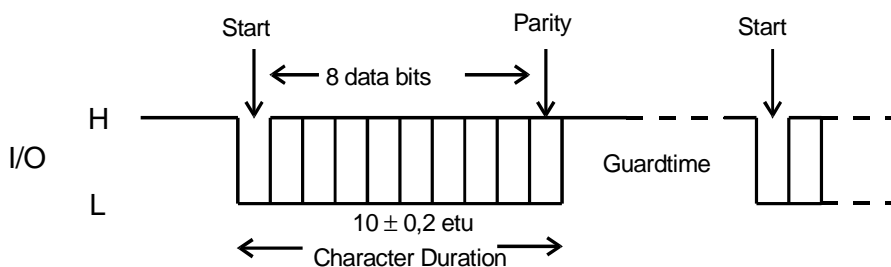 Start
Parity
Start
8 data bits
H
I/O
Guardtime
L
10 ± 0,2 etu
Character Duration